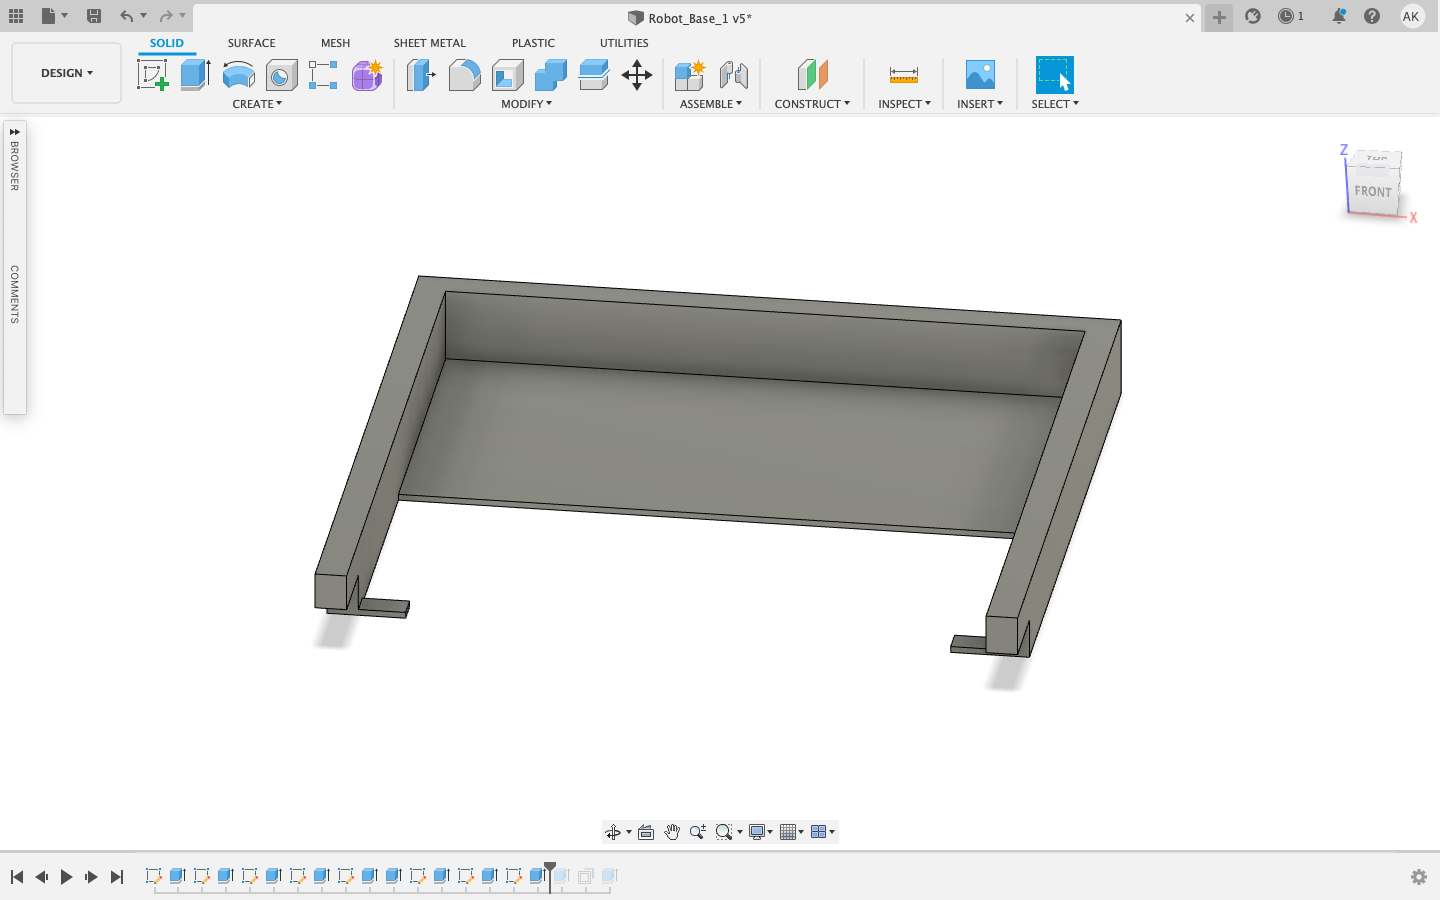 Robot_Base_1 v5*
1
AK
SOLID
SURFACE
MESH
SHEET METAL
PLASTIC
UTILITIES
DESIGN
CREATE
MODIFY
ASSEMBLE
CONSTRUCT
INSPECT
INSERT
SELECT
BROWSER
COMMENTS
Z
TOP
FRONT
X